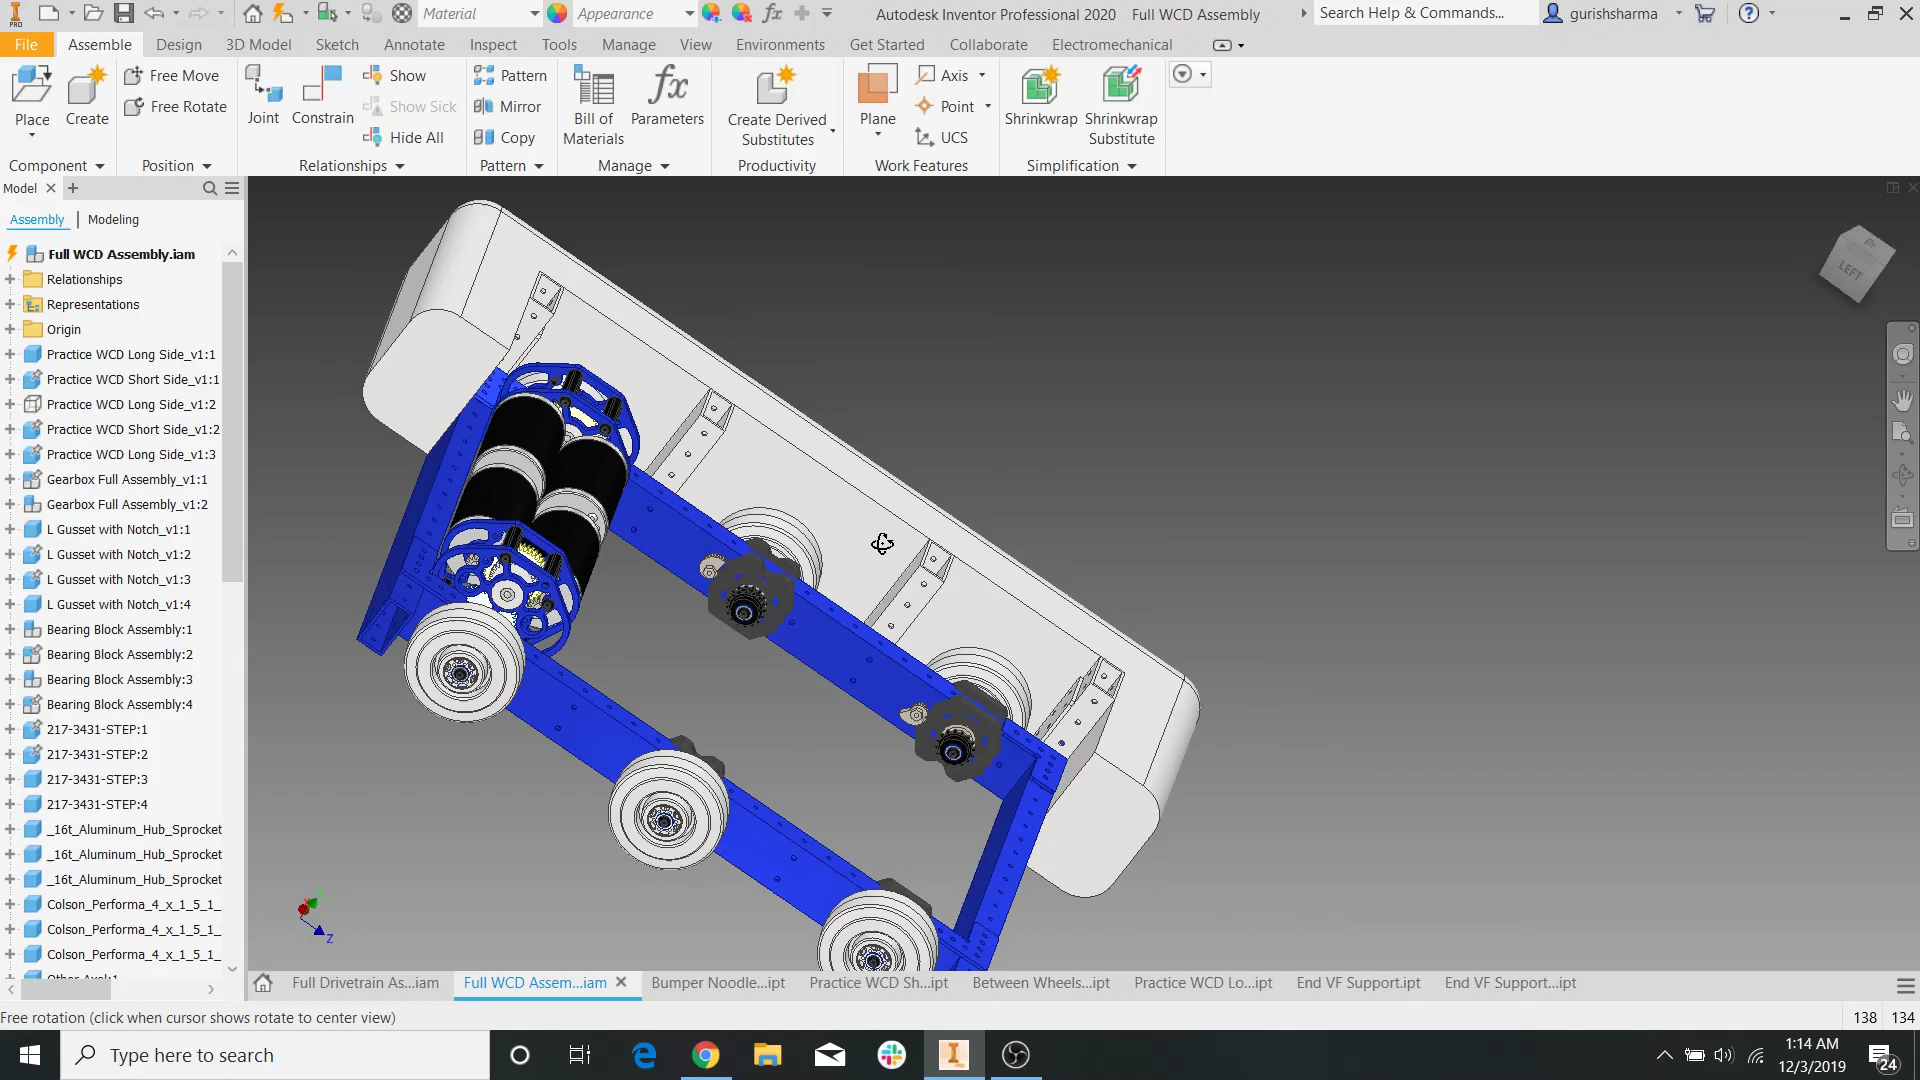 PRO
Material
Appearance
Autodesk Inventor Professional 2020 Full WCD Assembly
Search Help & Commands...
gurishsharma
File
Assemble
Design
3D Model
Sketch
Annotate
Inspect
Tools
Manage
View
Environments
Get Started
Collaborate
Electromechanical
Place
Create
Free Move
Free Rotate
Joint
Constrain
Show
Show Sick
Hide All
Pattern
Mirror
Copy
Bill of
Materials
Parameters
Create Derived
Substitutes
Plane
Axis
Point
UCS
Shrinkwrap
Shrinkwrap
Substitute
Component
Position
Relationships
Pattern
Manage
Productivity
Work Features
Simplification
Model
Assembly
Modeling
Full WCD Assembly.iam
Relationships
Representations
Origin
Practice WCD Long Side_v1:1
Practice WCD Short Side_v1:1
Practice WCD Long Side_v1:2
Practice WCD Short Side_v1:2
Practice WCD Long Side_v1:3
Gearbox Full Assembly_v1:1
Gearbox Full Assembly_v1:2
L Gusset with Notch_v1:1
L Gusset with Notch_v1:2
L Gusset with Notch_v1:3
L Gusset with Notch_v1:4
Bearing Block Assembly:1
Bearing Block Assembly:2
Bearing Block Assembly:3
Bearing Block Assembly:4
217-3431-STEP:1
217-3431-STEP:2
217-3431-STEP:3
217-3431-STEP:4
_16t_Aluminum_Hub_Sprocket
_16t_Aluminum_Hub_Sprocket
_16t_Aluminum_Hub_Sprocket
Colson_Performa_4_x_1_5_1_
Colson_Performa_4_x_1_5_1_
Colson_Performa_4_x_1_5_1_
Other Axel:1
LEFT
Z
Full Drivetrain As...iam
Full WCD Assem...iam
Bumper Noodle...ipt
Practice WCD Sh...ipt
Between Wheels...ipt
Practice WCD Lo...ipt
End VF Support.ipt
End VF Support...ipt
Free rotation (click when cursor shows rotate to center view)
138 134
Type here to search
1:14 AM
12/3/2019
24